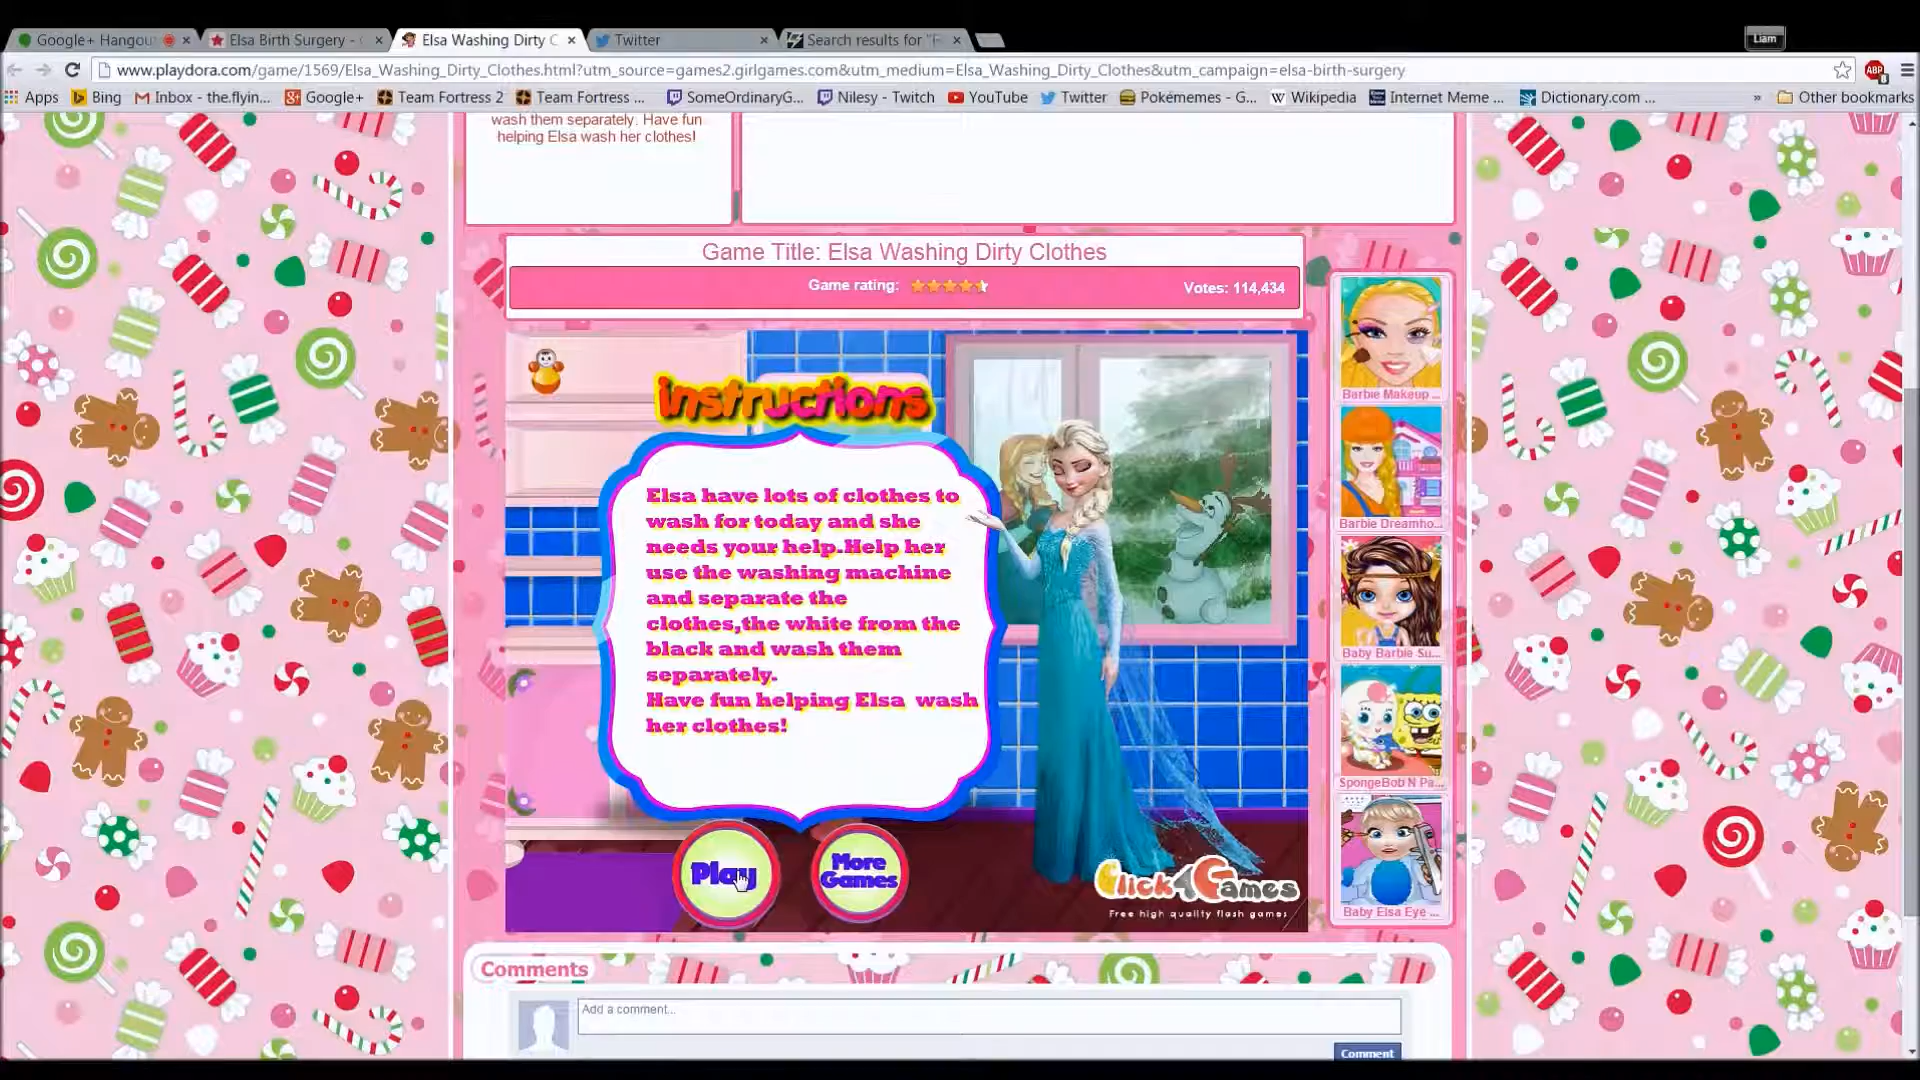 Google+ Hangou
Elsa Birth Surgery -
Elsa Washing Dirty C
Twitter
Search results for "F
Liam
www.playdora.com/game/1569/Elsa_Washing_Dirty_Clothes.html?utm_source=games2.girlgames.com&utm_medium=Elsa_Washing_Dirty_Clothes&utm_campaign=elsa-birth-surgery
ABP
Apps
Bing
Inbox - the.flyin...
Google+
Team Fortress 2
Team Fortress ...
SomeOrdinaryG...
Nilesy - Twitch
YouTube
Twitter
Pokémemes - G...
Wikipedia
Internet Meme ...
Dictionary.com ...
Other bookmarks
wash them separately. Have fun
helping Elsa wash her clothes!
Game Title: Elsa Washing Dirty Clothes
Game rating:
Votes: 114,434
instructions
Elsa have lots of clothes to
wash for today and she
needs your help.Help her
use the washing machine
and separate the
clothes,the white from the
black and wash them
separately.
Have fun helping Elsa wash
her clothes!
Play
More
Games
Click4Games
Free high quality flash games
Barbie Makeup ...
Barbie Dreamho...
Baby Barbie Su...
SpongeBob N Pa...
Baby Elsa Eye ...
Comments
Add a comment...
Comment